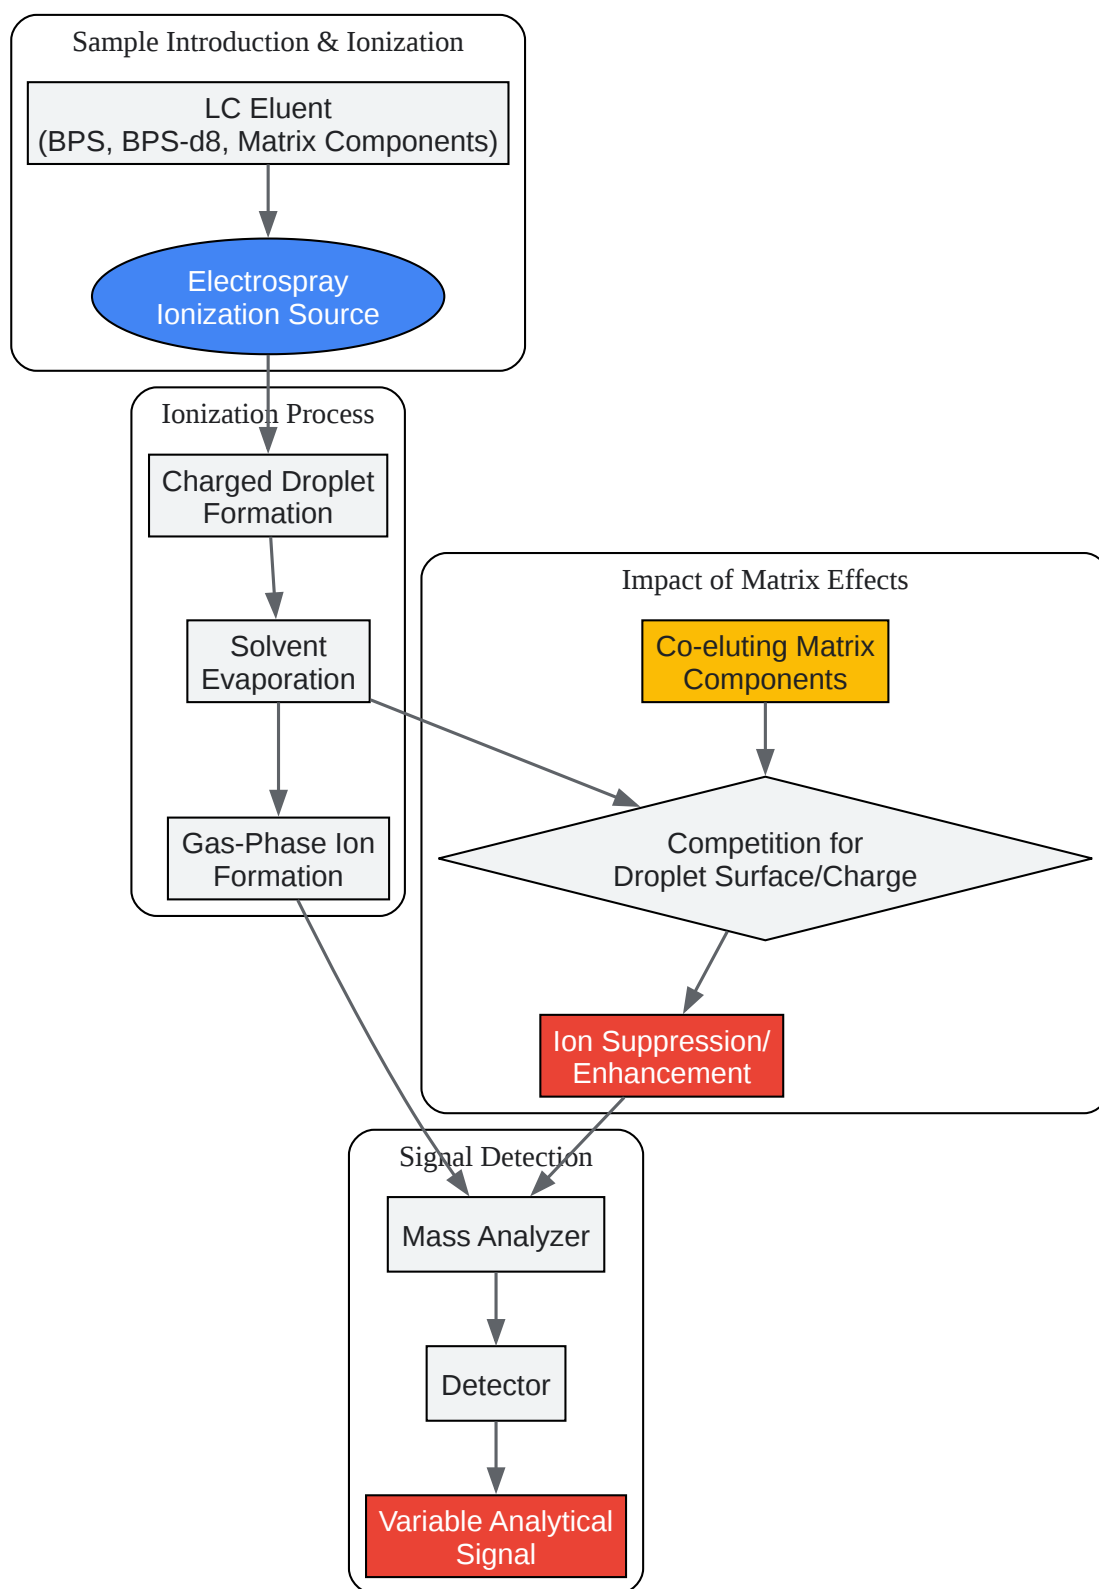 Sample Introduction & Ionization
LC Eluent
(BPS, BPS-d8, Matrix Components)
Electrospray
Ionization Source
Ionization Process
Charged Droplet
Formation
Solvent
Evaporation
Gas-Phase Ion
Formation
Impact of Matrix Effects
Co-eluting Matrix
Components
Competition for
Droplet Surface/Charge
Ion Suppression/
Enhancement
Signal Detection
Mass Analyzer
Detector
Variable Analytical
Signal